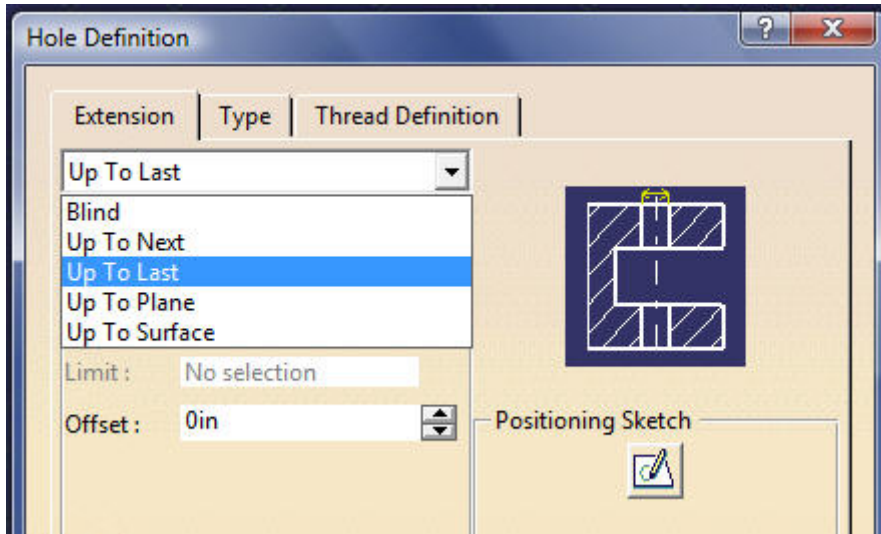 Hole Definition
? X
Extension Type Thread Definition
Up To Last
Blind
Up To Next
Up To Last
Up To Plane
Up To Surface
Limit : No selection
Offset : 0in
Positioning Sketch